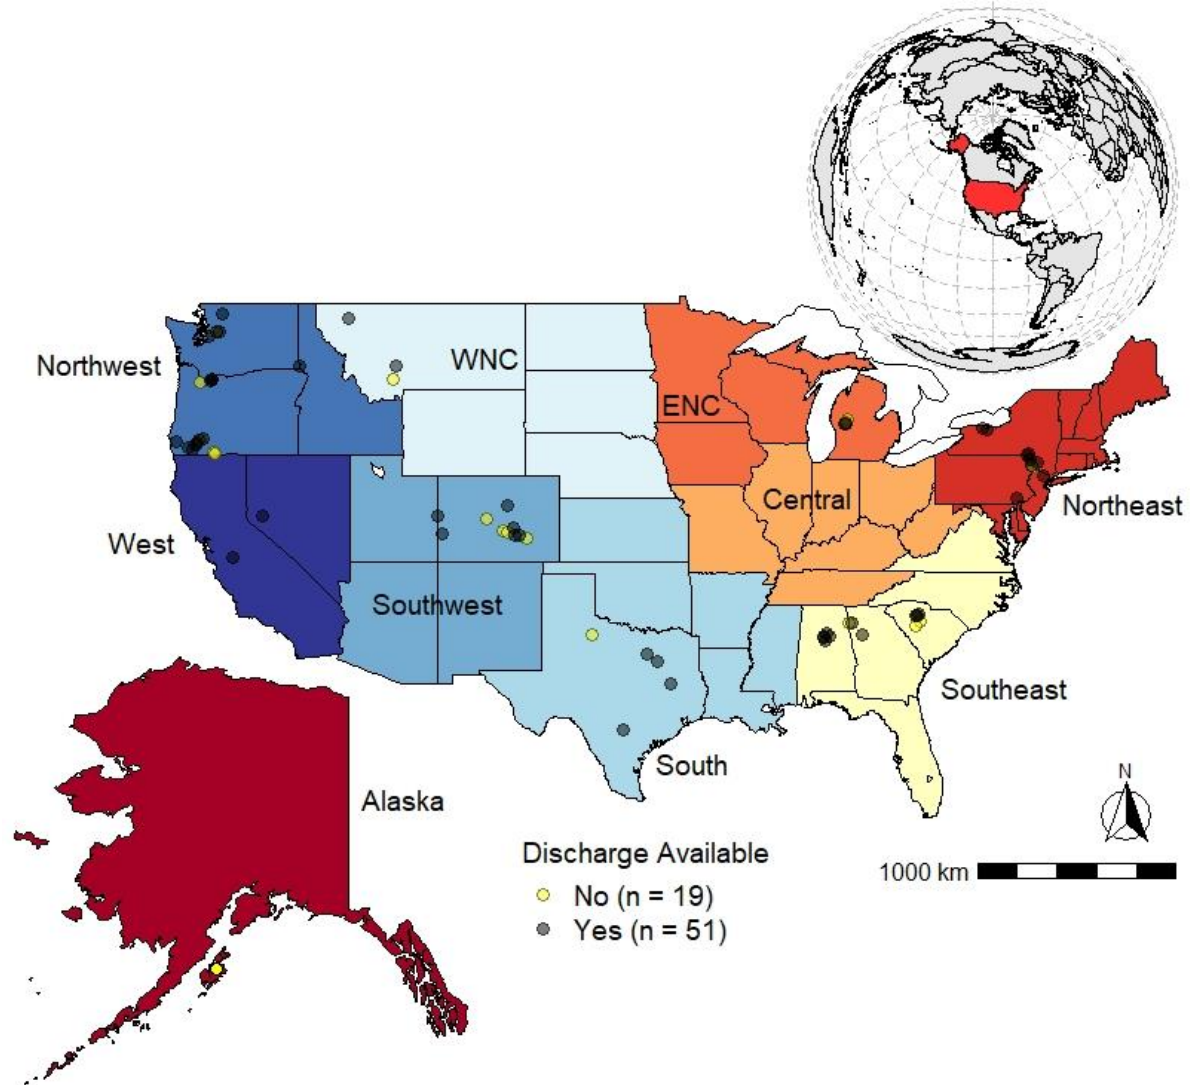 Northwest
WNC
ENC
Central
Northeast
West
Southwest
Southeast
South
Alaska
N
1000 km
Discharge Available
No (n = 19)
Yes (n = 51)